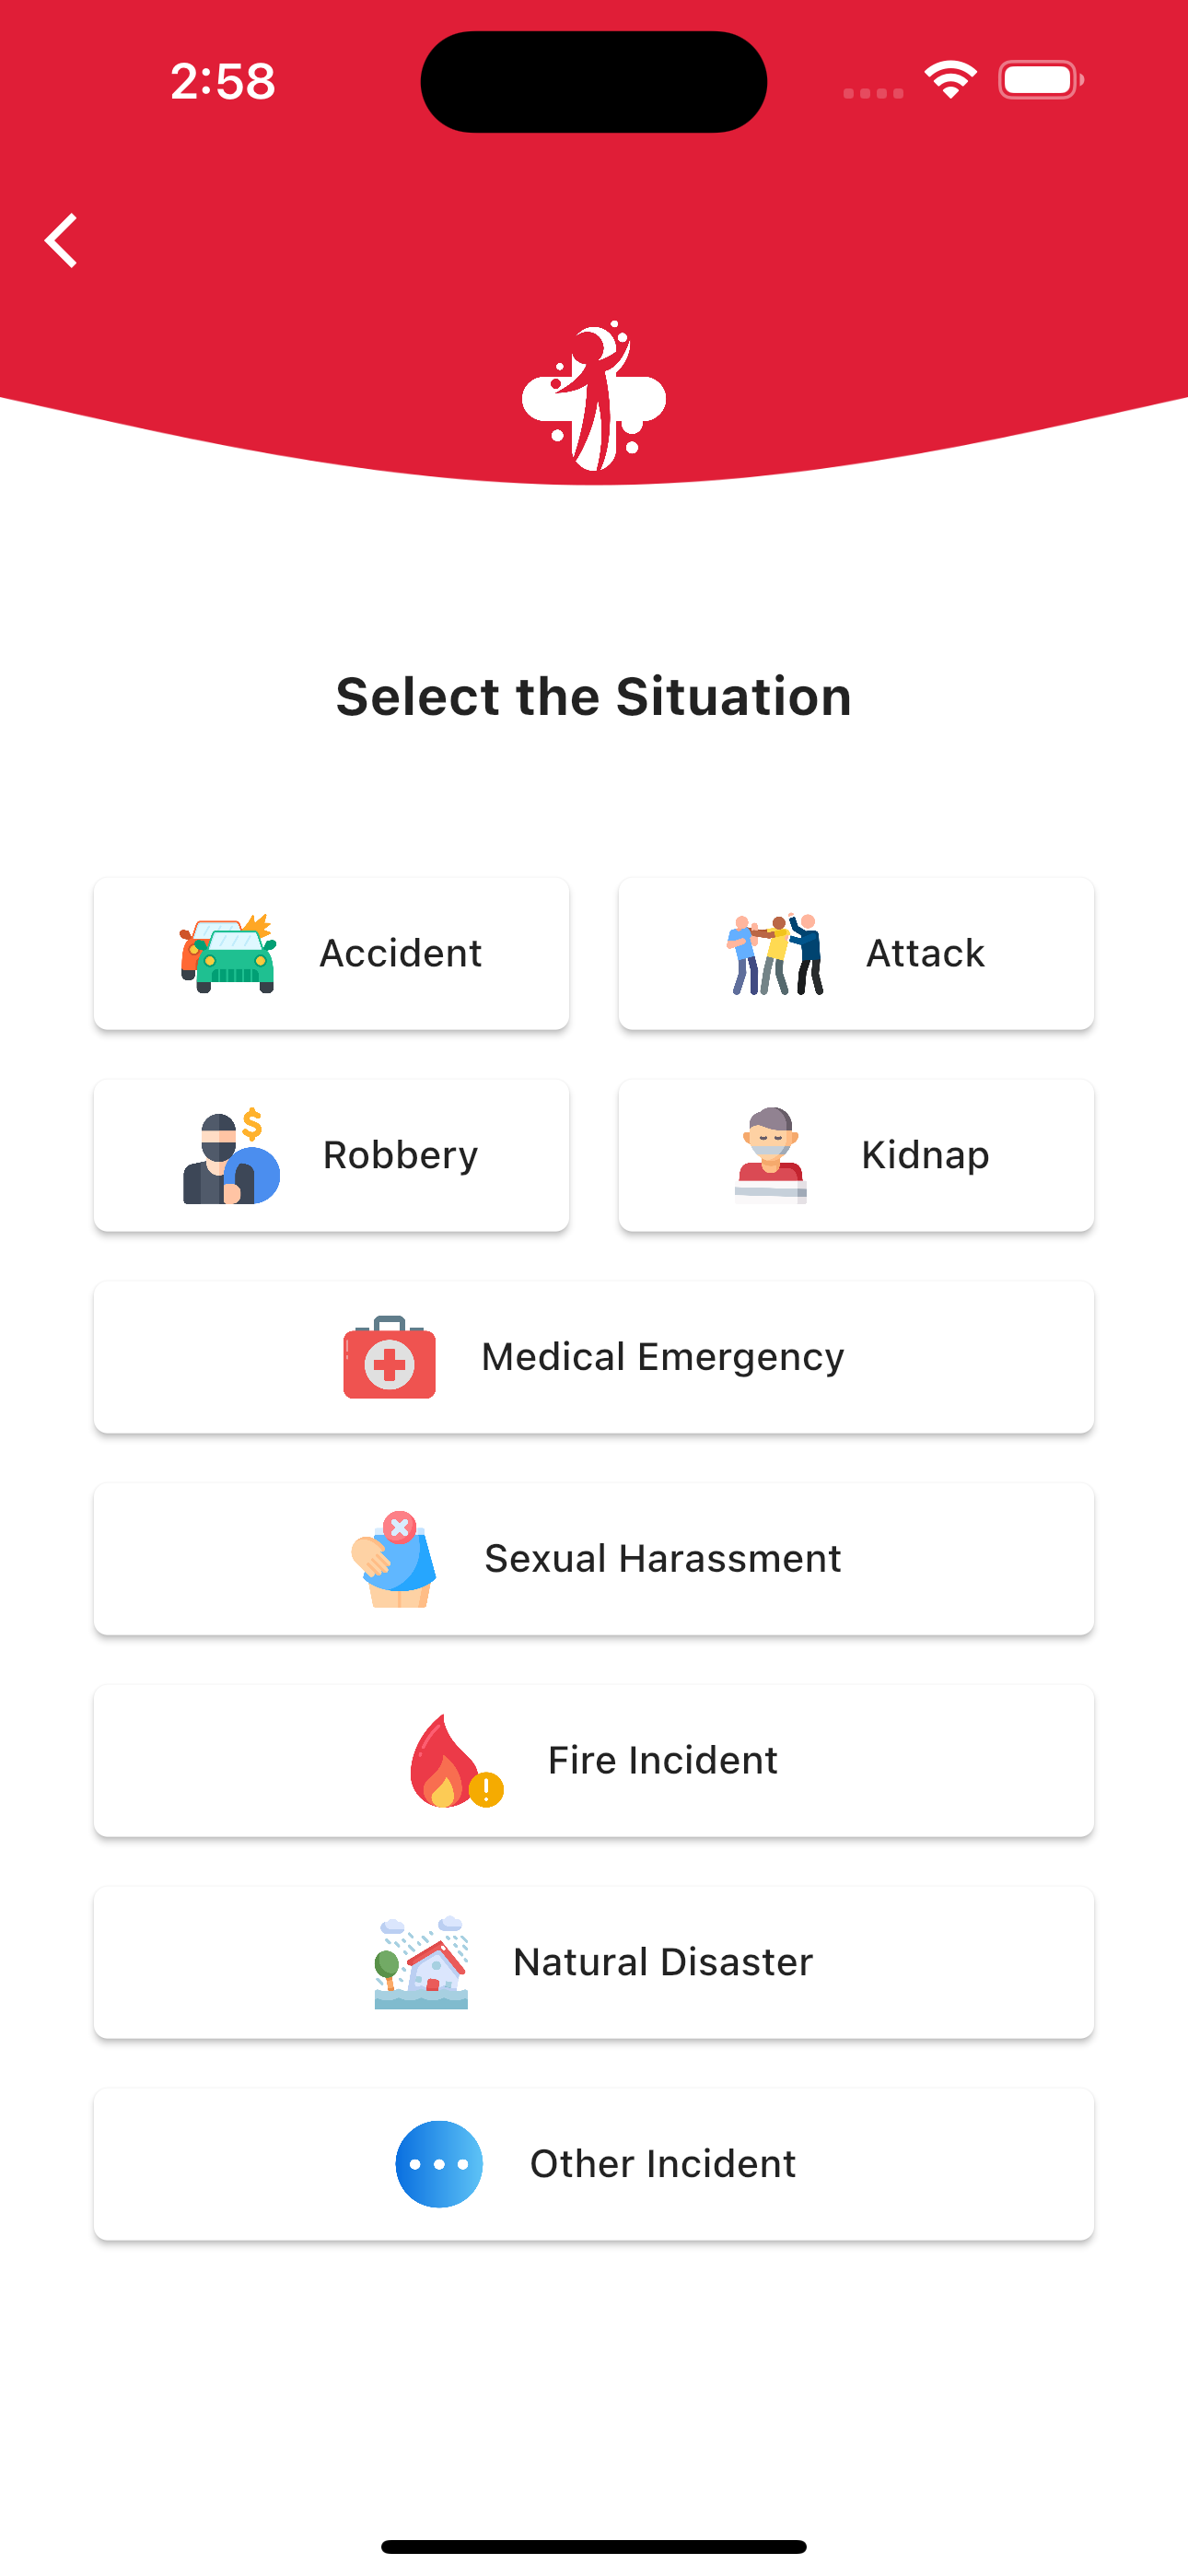 2:58
Select the Situation
Accident
Attack
Robbery
Kidnap
Medical Emergency
Sexual Harassment
Fire Incident
Natural Disaster
Other Incident